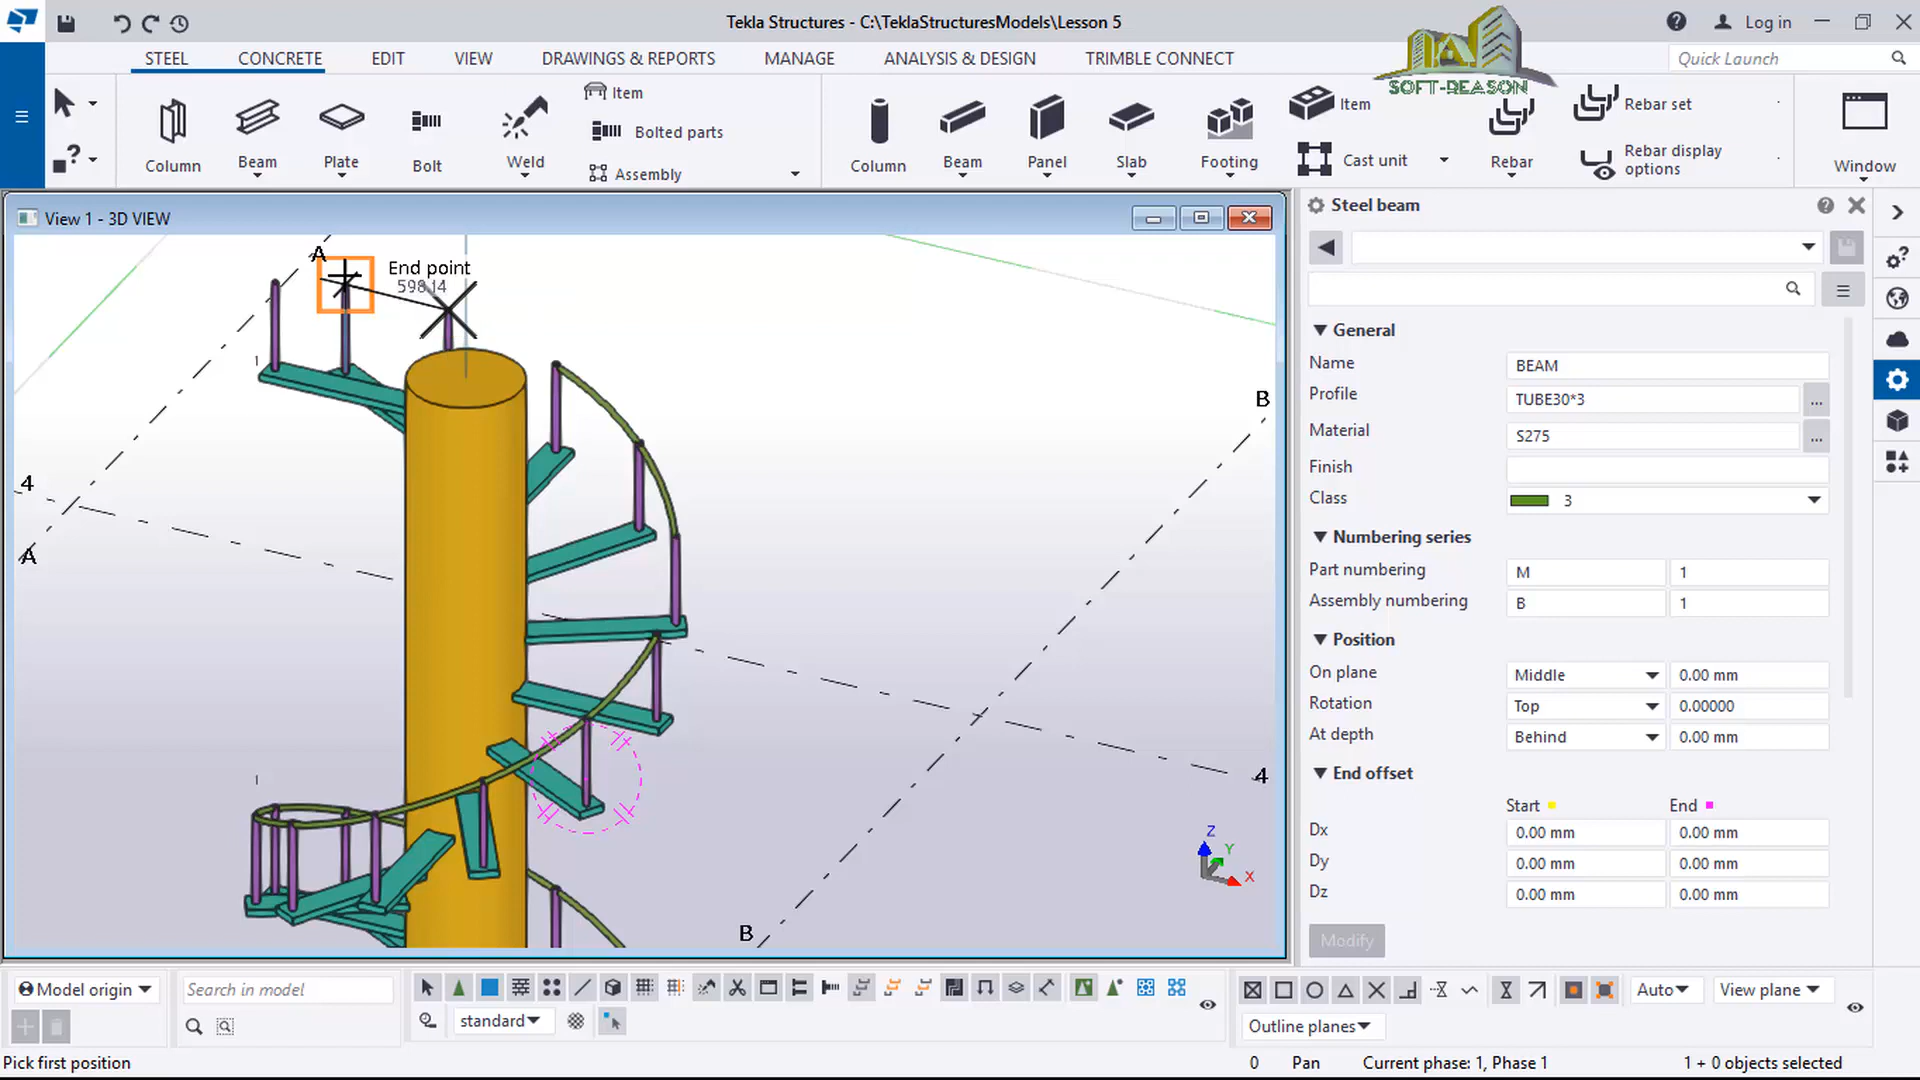 Tekla Structures - C:\TeklaStructuresModels\Lesson 5
Log in
STEEL
CONCRETE
EDIT
VIEW
DRAWINGS & REPORTS
MANAGE
ANALYSIS & DESIGN
TRIMBLE CONNECT
Quick Launch
SOFT-REASON
Column
Beam
Plate
Bolt
Weld
Item
Bolted parts
Assembly
Column
Beam
Panel
Slab
Footing
Item
Cast unit
Rebar
Rebar set
Rebar display
options
Window
View 1 - 3D VIEW
A
End point
598.14
1
4
A
B
4
B
Z
Y
X
Steel beam
General
Name BEAM
Profile TUBE30*3 ...
Material S275 ...
Finish
Class 3
Numbering series
Part numbering M 1
Assembly numbering B 1
Position
On plane Middle 0.00 mm
Rotation Top 0.00000
At depth Behind 0.00 mm
End offset
Start End
Dx 0.00 mm 0.00 mm
Dy 0.00 mm 0.00 mm
Dz 0.00 mm 0.00 mm
Modify
Model origin
Search in model
standard
Auto
View plane
Outline planes
Pick first position
0 Pan Current phase: 1, Phase 1 1 + 0 objects selected